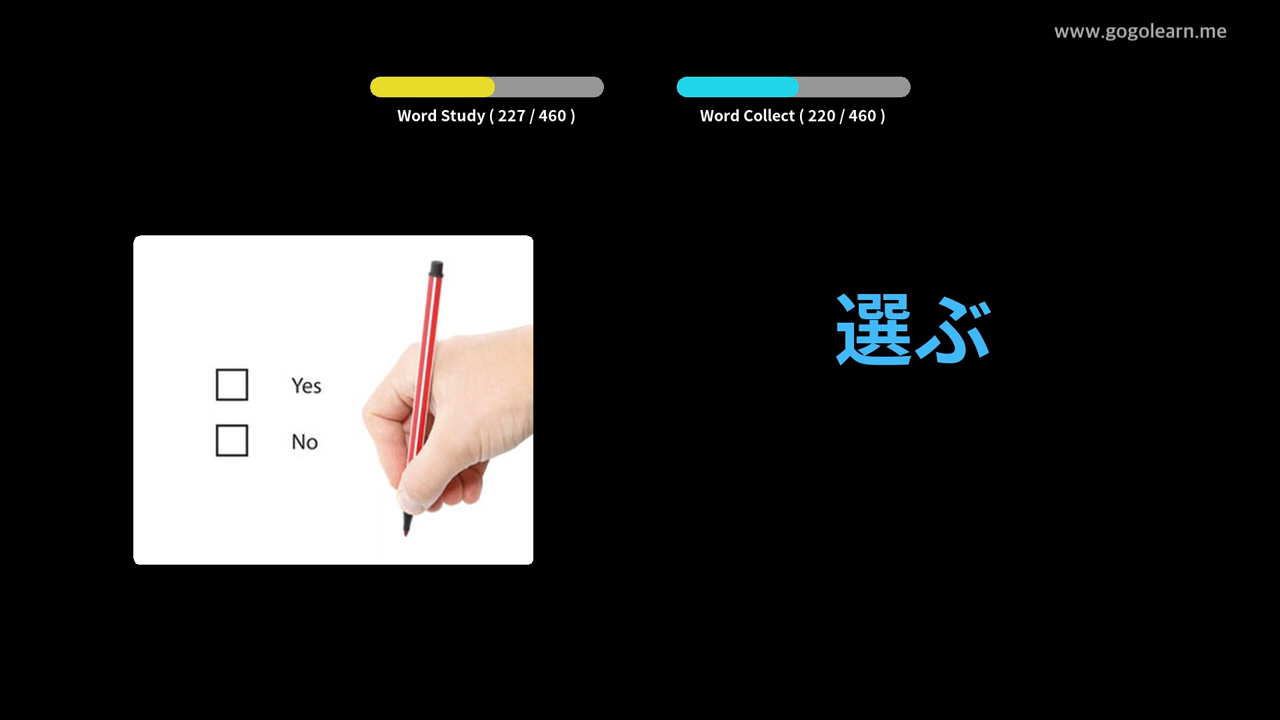 www.gogolearn.me
Word Study ( 227 / 460 )
Word Collect ( 220 / 460 )
選ぶ
Yes
No